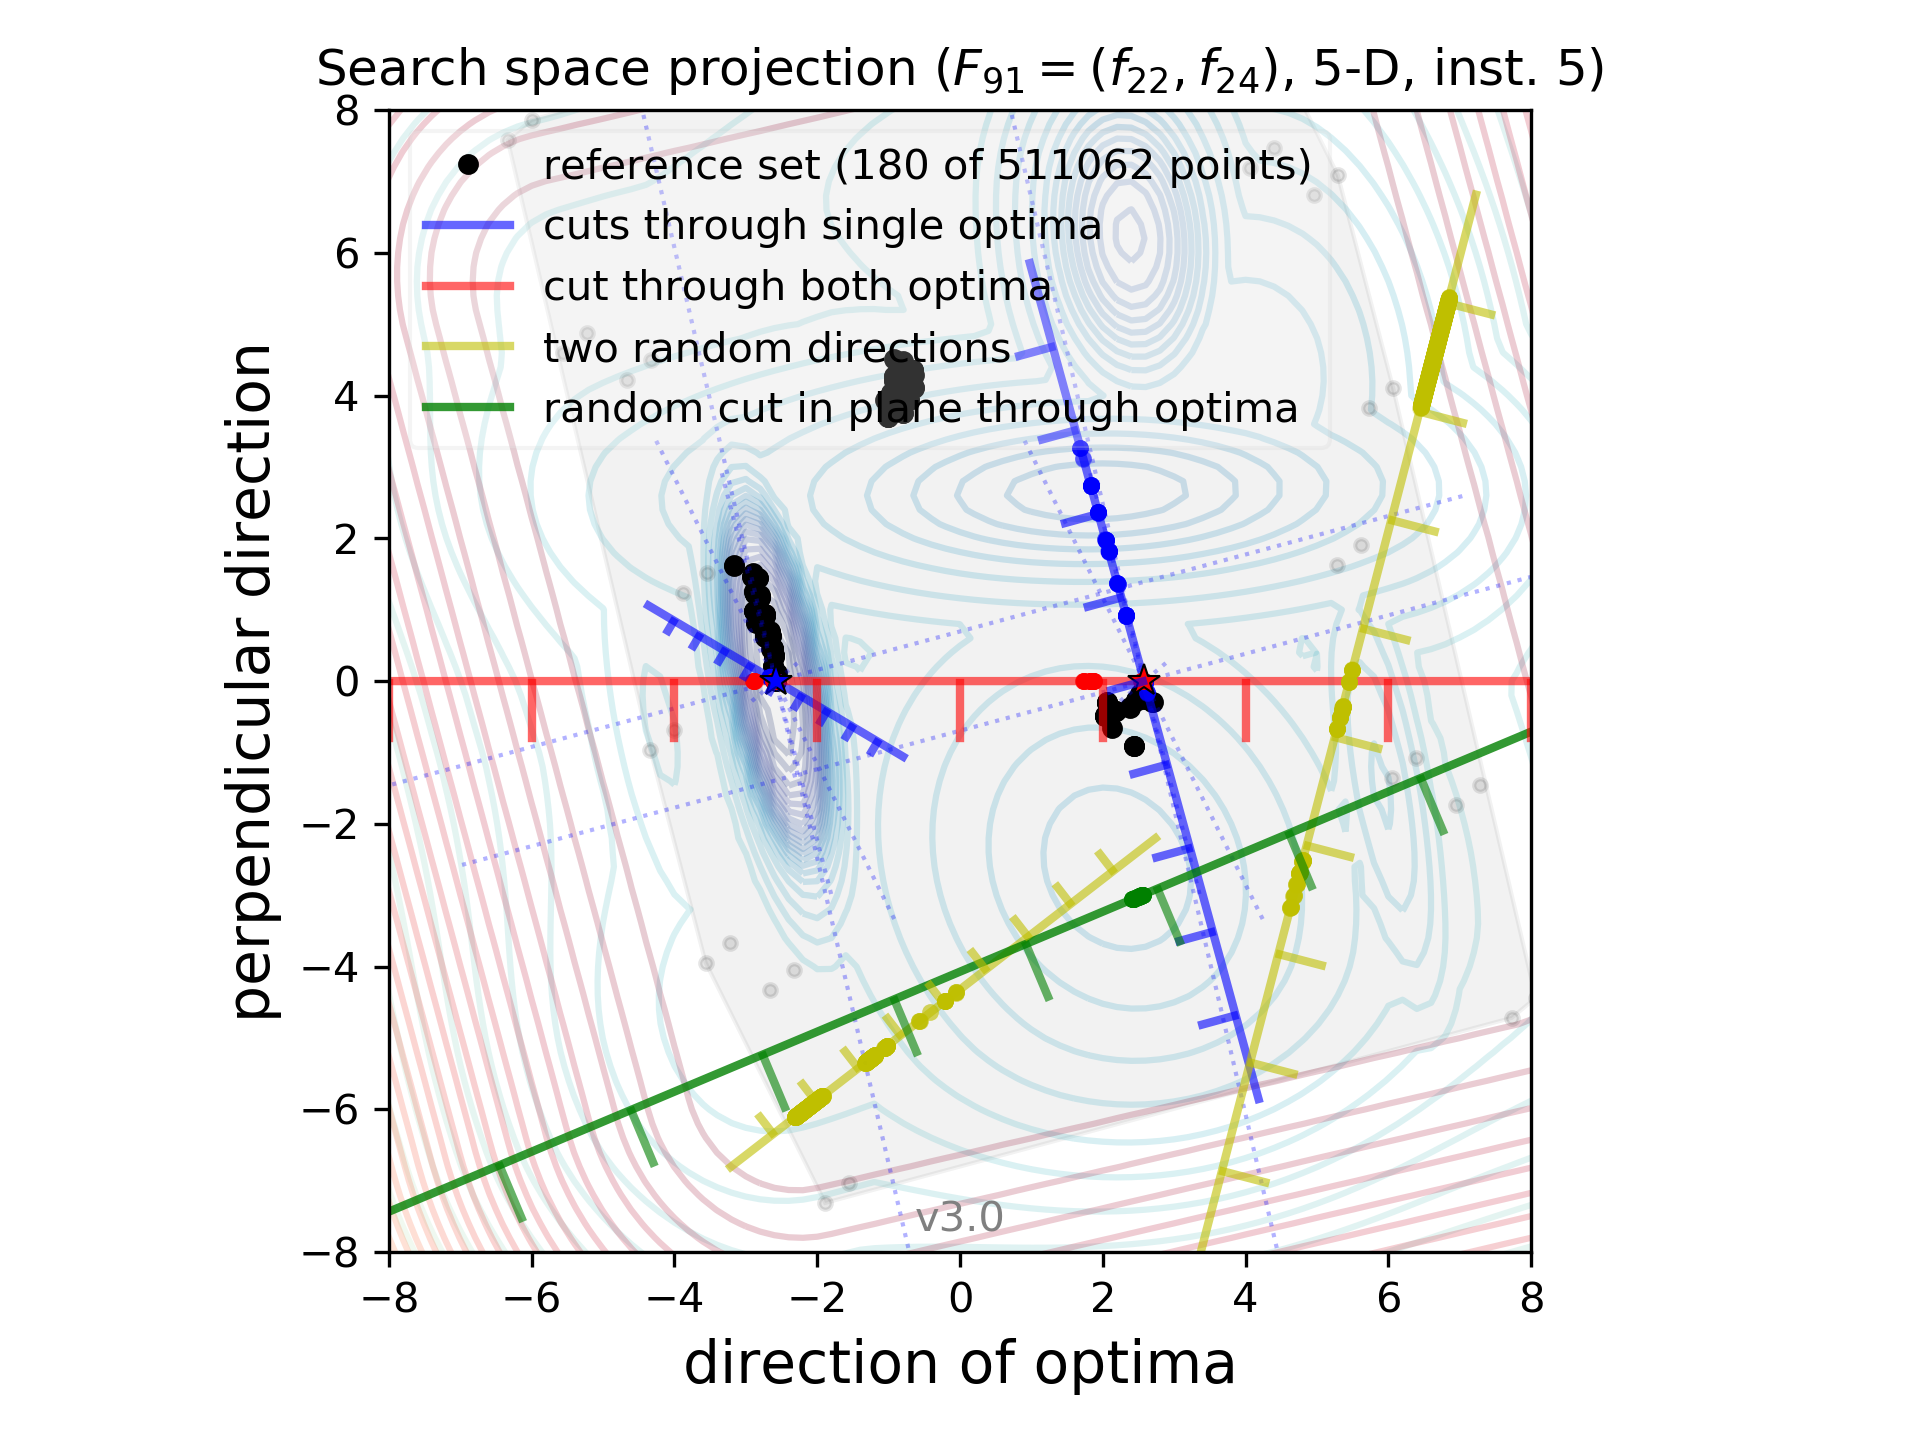 Search space projection (F₉₁ = (f₂₂, f₂₄), 5-D, inst. 5)
reference set (180 of 511062 points)
cuts through single optima
cut through both optima
two random directions
random cut in plane through optima
perpendicular direction
8
6
4
2
0
−2
−4
−6
−8
v3.0
−8 −6 −4 −2 0 2 4 6 8
direction of optima